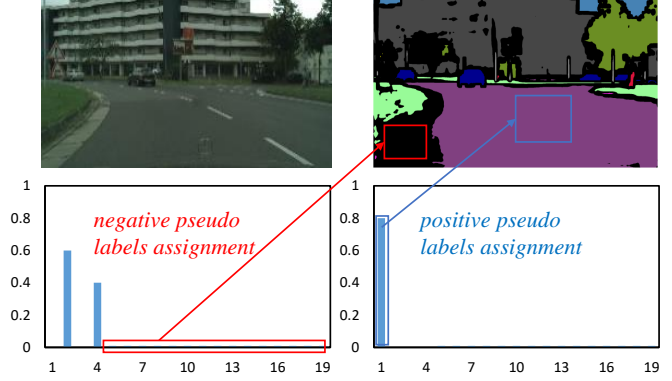 1
0.8
0.6
0.4
0.2
0
negative pseudo
labels assignment
1 4 7 10 13 16 19
1
0.8
0.6
0.4
0.2
0
positive pseudo
labels assignment
1 4 7 10 13 16 19